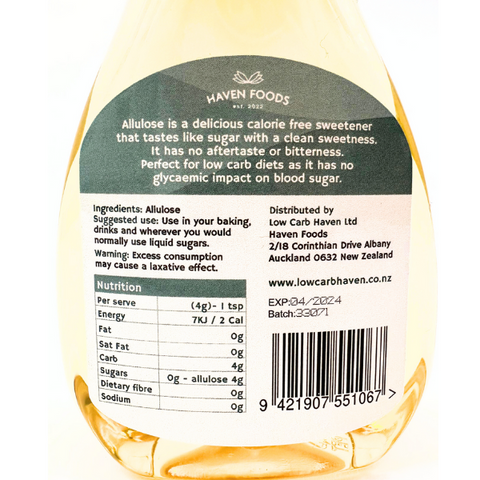 HAVEN FOODS
est. 2022
Allulose is a delicious calorie free sweetener
that tastes like sugar with a clean sweetness.
It has no aftertaste or bitterness.
Perfect for low carb diets as it has no
glycaemic impact on blood sugar.
Ingredients: Allulose
Suggested use: Use in your baking,
drinks and wherever you would
normally use liquid sugars.
Warning: Excess consumption
may cause a laxative effect.
Nutrition
Per serve (4g)- 1 tsp
Energy 7KJ / 2 Cal
Fat 0g
Sat Fat 0g
Carb 4g
Sugars 0g - allulose 4g
Dietary fibre 0g
Sodium 0g
Distributed by
Low Carb Haven Ltd
Haven Foods
2/18 Corinthian Drive Albany
Auckland 0632 New Zealand
www.lowcarbhaven.co.nz
EXP:04/2024
Batch:33071
9 421907 551067 >